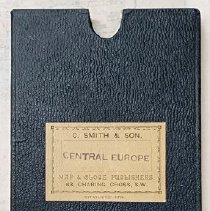 C. SMITH & SON,
CENTRAL EUROPE
MAP & GLOBE PUBLISHERS
63, CHARING CROSS, S.W.